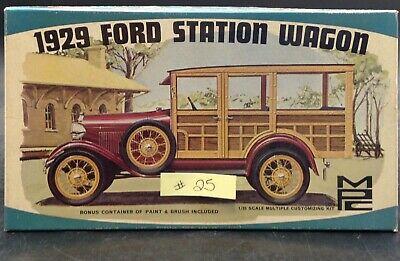 1929 FORD STATION WAGON
# 25
MPC
BONUS CONTAINER OF PAINT & BRUSH INCLUDED
1/25 SCALE MULTIPLE CUSTOMIZING KIT